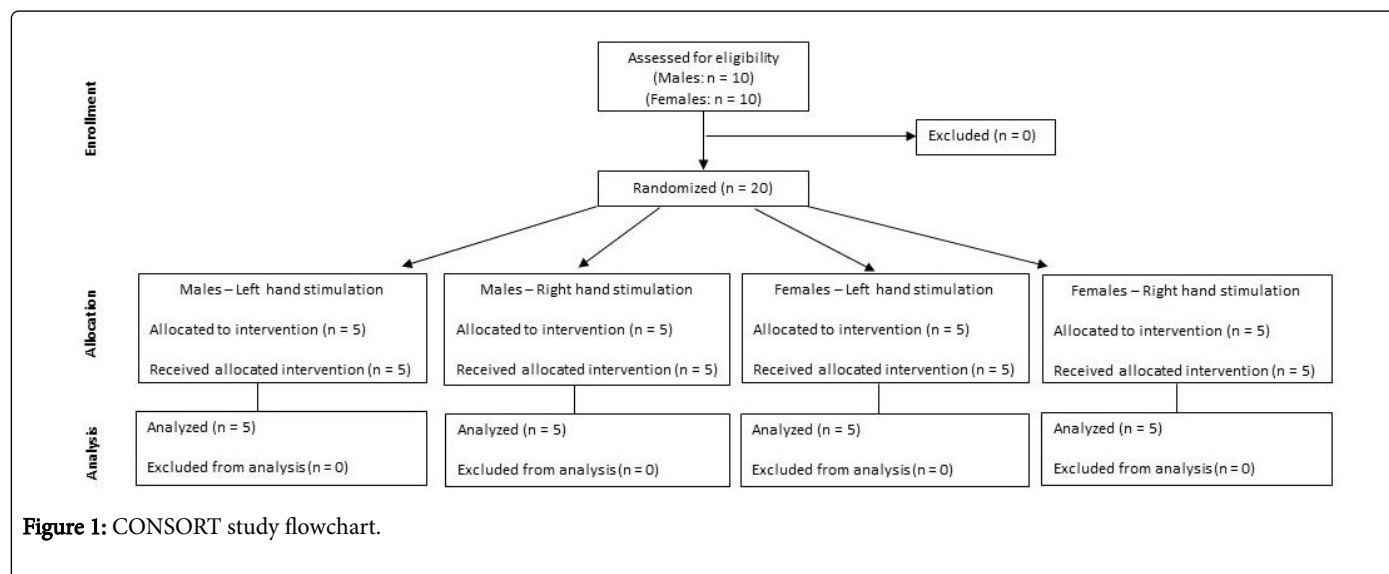 Assessed for eligibility
(Males: n = 10)
(Females: n = 10)
Enrollment
Excluded (n = 0)
Randomized (n = 20)
Allocation
Males – Left hand stimulation
Allocated to intervention (n = 5)
Received allocated intervention (n = 5)
Males – Right hand stimulation
Allocated to intervention (n = 5)
Received allocated intervention (n = 5)
Females – Left hand stimulation
Allocated to intervention (n = 5)
Received allocated intervention (n = 5)
Females – Right hand stimulation
Allocated to intervention (n = 5)
Received allocated intervention (n = 5)
Analysis
Analyzed (n = 5)
Excluded from analysis (n = 0)
Analyzed (n = 5)
Excluded from analysis (n = 0)
Analyzed (n = 5)
Excluded from analysis (n = 0)
Analyzed (n = 5)
Excluded from analysis (n = 0)
Figure 1: CONSORT study flowchart.